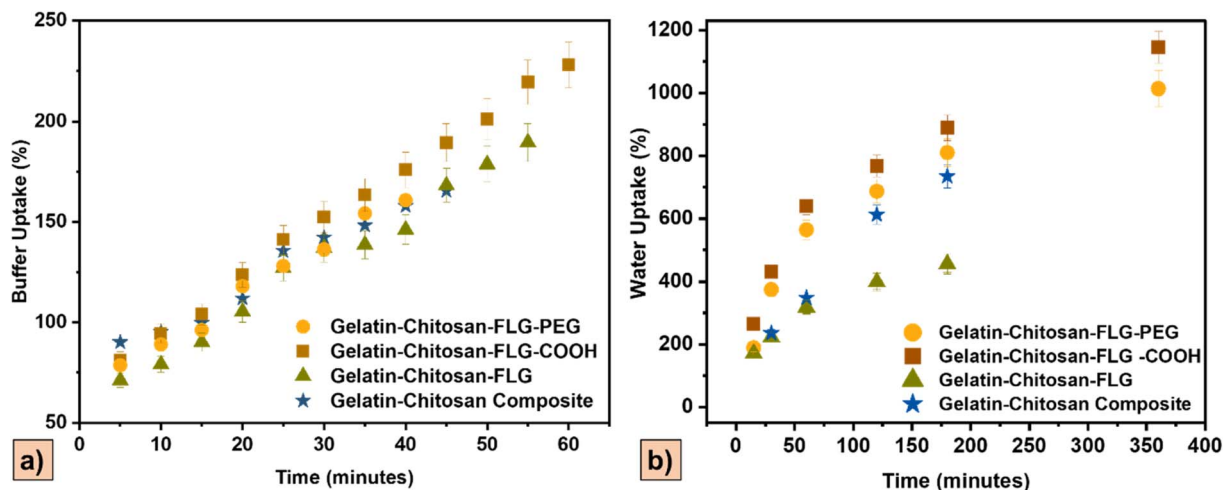 250
200
150
100
50
Buffer Uptake (%)
Gelatin-Chitosan-FLG-PEG
Gelatin-Chitosan-FLG-COOH
Gelatin-Chitosan-FLG
Gelatin-Chitosan Composite
0 10 20 30 40 50 60
Time (minutes)
a)
1200
1000
800
600
400
200
0
Water Uptake (%)
Gelatin-Chitosan-FLG-PEG
Gelatin-Chitosan-FLG -COOH
Gelatin-Chitosan-FLG
Gelatin-Chitosan Composite
0 50 100 150 200 250 300 350 400
Time (minutes)
b)